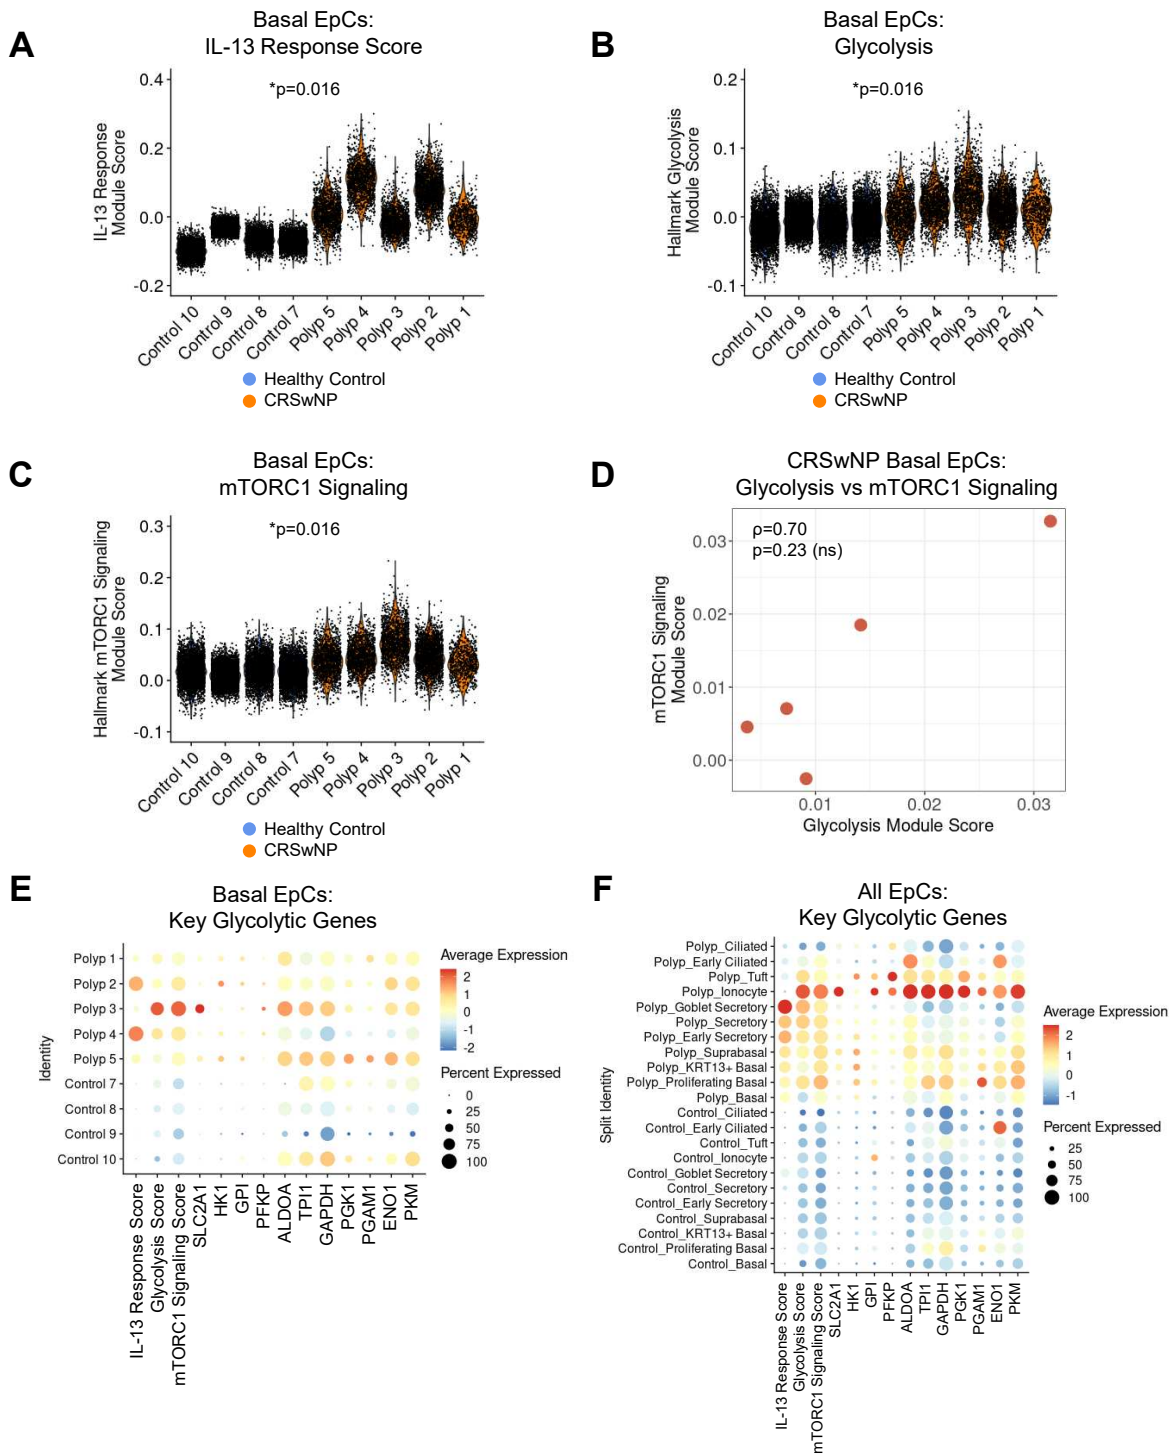 A
Basal EpCs:
IL-13 Response Score
*p=0.016
IL-13 Response
Module Score
0.4
0.2
0.0
-0.2
Control 10
Control 9
Control 8
Control 7
Polyp 5
Polyp 4
Polyp 3
Polyp 2
Polyp 1
Healthy Control
CRSwNP
B
Basal EpCs:
Glycolysis
*p=0.016
Hallmark Glycolysis
Module Score
0.2
0.1
0.0
-0.1
Control 10
Control 9
Control 8
Control 7
Polyp 5
Polyp 4
Polyp 3
Polyp 2
Polyp 1
Healthy Control
CRSwNP
C
Basal EpCs:
mTORC1 Signaling
*p=0.016
Hallmark mTORC1 Signaling
Module Score
0.3
0.2
0.1
0.0
-0.1
Control 10
Control 9
Control 8
Control 7
Polyp 5
Polyp 4
Polyp 3
Polyp 2
Polyp 1
Healthy Control
CRSwNP
D
CRSwNP Basal EpCs:
Glycolysis vs mTORC1 Signaling
ρ=0.70
p=0.23 (ns)
mTORC1 Signaling
Module Score
0.03
0.02
0.01
0.00
0.01
0.02
0.03
Glycolysis Module Score
E
Basal EpCs:
Key Glycolytic Genes
Identity
Polyp 1
Polyp 2
Polyp 3
Polyp 4
Polyp 5
Control 7
Control 8
Control 9
Control 10
IL-13 Response Score
Glycolysis Score
mTORC1 Signaling Score
SLC2A1
HK1
GPI
PFKP
ALDOA
TPI1
GAPDH
PGK1
PGAM1
ENO1
PKM
Average Expression
2
1
0
-1
-2
Percent Expressed
0
25
50
75
100
F
All EpCs:
Key Glycolytic Genes
Split Identity
Polyp_Ciliated
Polyp_Early Ciliated
Polyp_Tuft
Polyp_Ionocyte
Polyp_Goblet Secretory
Polyp_Secretory
Polyp_Early Secretory
Polyp_Suprabasal
Polyp_KRT13+ Basal
Polyp_Proliferating Basal
Polyp_Basal
Control_Ciliated
Control_Early Ciliated
Control_Tuft
Control_Ionocyte
Control_Goblet Secretory
Control_Secretory
Control_Early Secretory
Control_Suprabasal
Control_KRT13+ Basal
Control_Proliferating Basal
Control_Basal
IL-13 Response Score
Glycolysis Score
mTORC1 Signaling Score
SLC2A1
HK1
GPI
PFKP
ALDOA
TPI1
GAPDH
PGK1
PGAM1
ENO1
PKM
Average Expression
2
1
0
-1
Percent Expressed
25
50
75
100